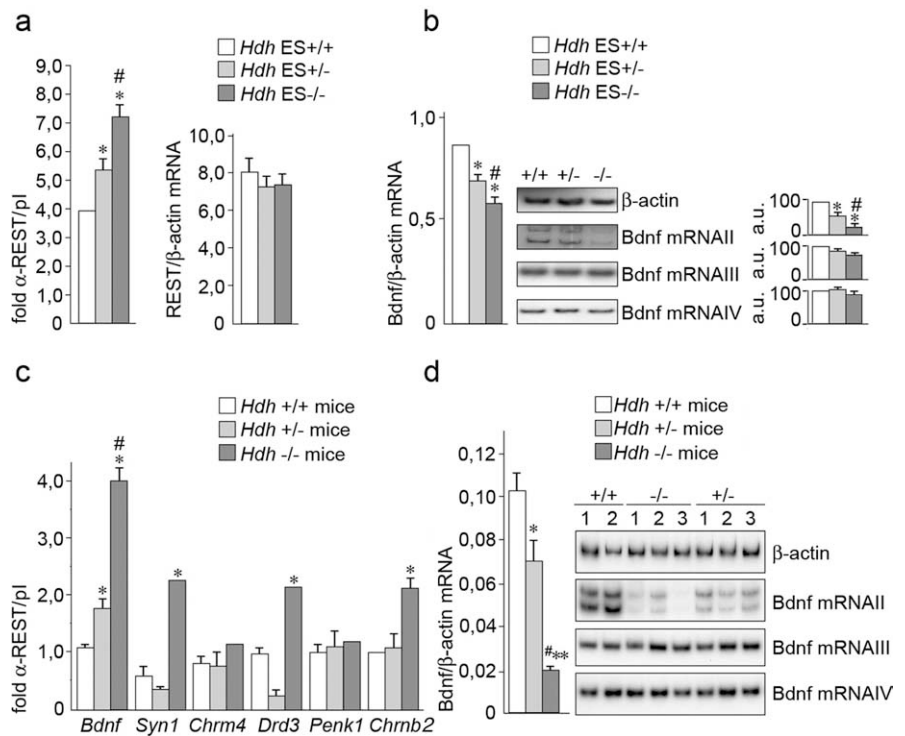 a
Hdh ES+/+
Hdh ES+/-
Hdh ES-/-
fold α-REST/pI
9,0
8,0
7,0
6,0
5,0
4,0
3,0
2,0
1,0
0
*
#
*
REST/β-actin mRNA
10,0
8,0
6,0
4,0
2,0
0
b
Hdh ES+/+
Hdh ES+/-
Hdh ES-/-
Bdnf/β-actin mRNA
1,0
0,5
0
*
#
*
+/+ +/- -/-
β-actin
Bdnf mRNAII
Bdnf mRNAIII
Bdnf mRNAIV
a.u.
100
0
*
#
*
a.u.
100
0
a.u.
100
0
c
Hdh +/+ mice
Hdh +/- mice
Hdh -/- mice
fold α-REST/pI
4,0
3,0
2,0
1,0
0
*
#
*
*
*
*
Bdnf Syn1 Chrm4 Drd3 Penk1 Chrnb2
d
Hdh +/+ mice
Hdh +/- mice
Hdh -/- mice
Bdnf/β-actin mRNA
0,12
0,10
0,08
0,06
0,04
0,02
0
*
#**
+/+ -/- +/-
1 2 1 2 3 1 2 3
β-actin
Bdnf mRNAII
Bdnf mRNAIII
Bdnf mRNAIV